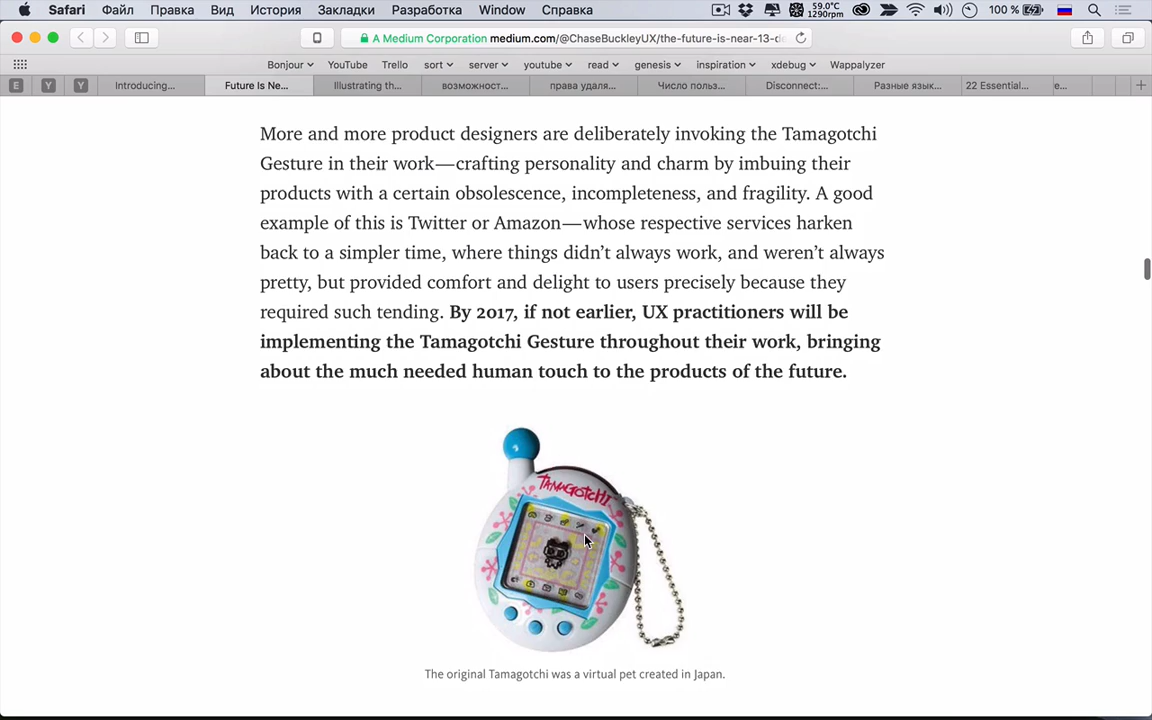 Safari Файл Правка Вид История Закладки Разработка Window Справка 59.0°C 1290rpm 100 %
A Medium Corporation medium.com/@ChaseBuckleyUX/the-future-is-near-13-d
Bonjour YouTube Trello sort server youtube read genesis inspiration xdebug Wappalyzer
E Y Y Introducing... Future Is Ne... Illustrating th... возможност... права удаля... Число польз... Disconnect:... Разные язык... 22 Essential... e...
More and more product designers are deliberately invoking the Tamagotchi
Gesture in their work—crafting personality and charm by imbuing their
products with a certain obsolescence, incompleteness, and fragility. A good
example of this is Twitter or Amazon—whose respective services harken
back to a simpler time, where things didn’t always work, and weren’t always
pretty, but provided comfort and delight to users precisely because they
required such tending. By 2017, if not earlier, UX practitioners will be
implementing the Tamagotchi Gesture throughout their work, bringing
about the much needed human touch to the products of the future.
TAMAGOTCHI
The original Tamagotchi was a virtual pet created in Japan.